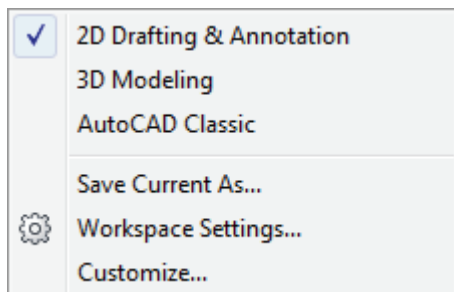 2D Drafting & Annotation
3D Modeling
AutoCAD Classic
Save Current As...
Workspace Settings...
Customize...